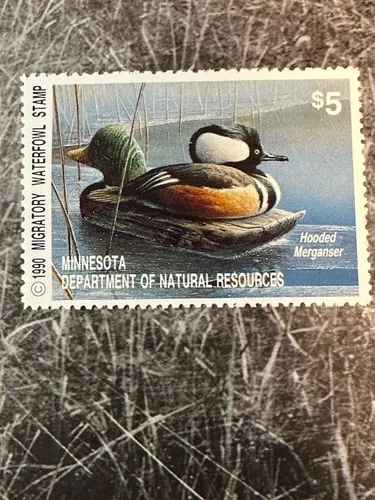 © 1990 MIGRATORY WATERFOWL STAMP
$5
Hooded
Merganser
MINNESOTA
DEPARTMENT OF NATURAL RESOURCES